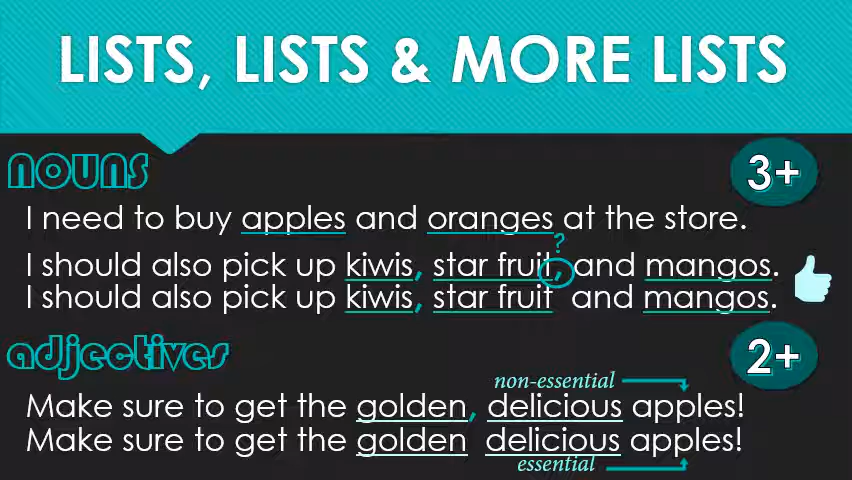 LISTS, LISTS & MORE LISTS
nouns
3+
I need to buy apples and oranges at the store.
?
I should also pick up kiwis, star fruit, and mangos.
I should also pick up kiwis, star fruit and mangos.
adjectives
2+
non-essential
Make sure to get the golden, delicious apples!
Make sure to get the golden delicious apples!
essential